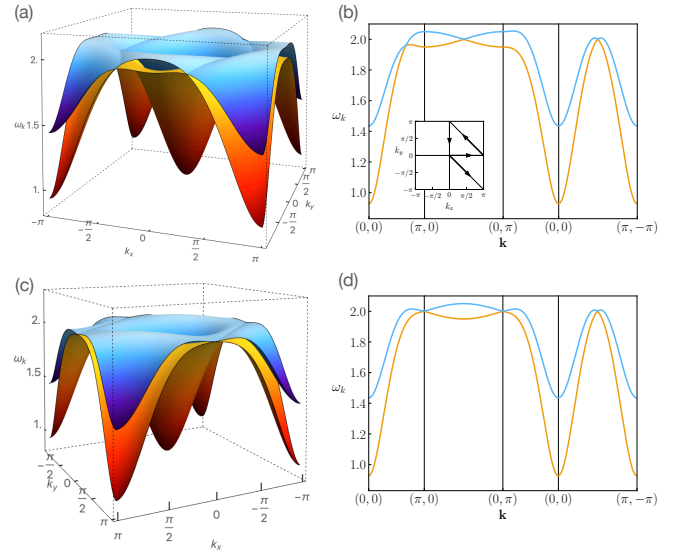 (a)
2.
ω_k 1.5
1.
−π
−π/2
0
π/2
π
k_x
π
π/2
0
−π/2
k_y
(b)
ω_k
2.0
1.8
1.6
1.4
1.2
1.0
π
π/2
k_y 0
−π/2
−π
−π −π/2 0 π/2 π
k_x
(0, 0) (π, 0) (0, π) (0, 0) (π, −π)
k
(c)
2.
ω_k
1.5
1.
−π/2
k_y 0
π/2
π
π π/2 0 π/2 −π
k_x
(d)
ω_k
2.0
1.8
1.6
1.4
1.2
1.0
(0, 0) (π, 0) (0, π) (0, 0) (π, −π)
k